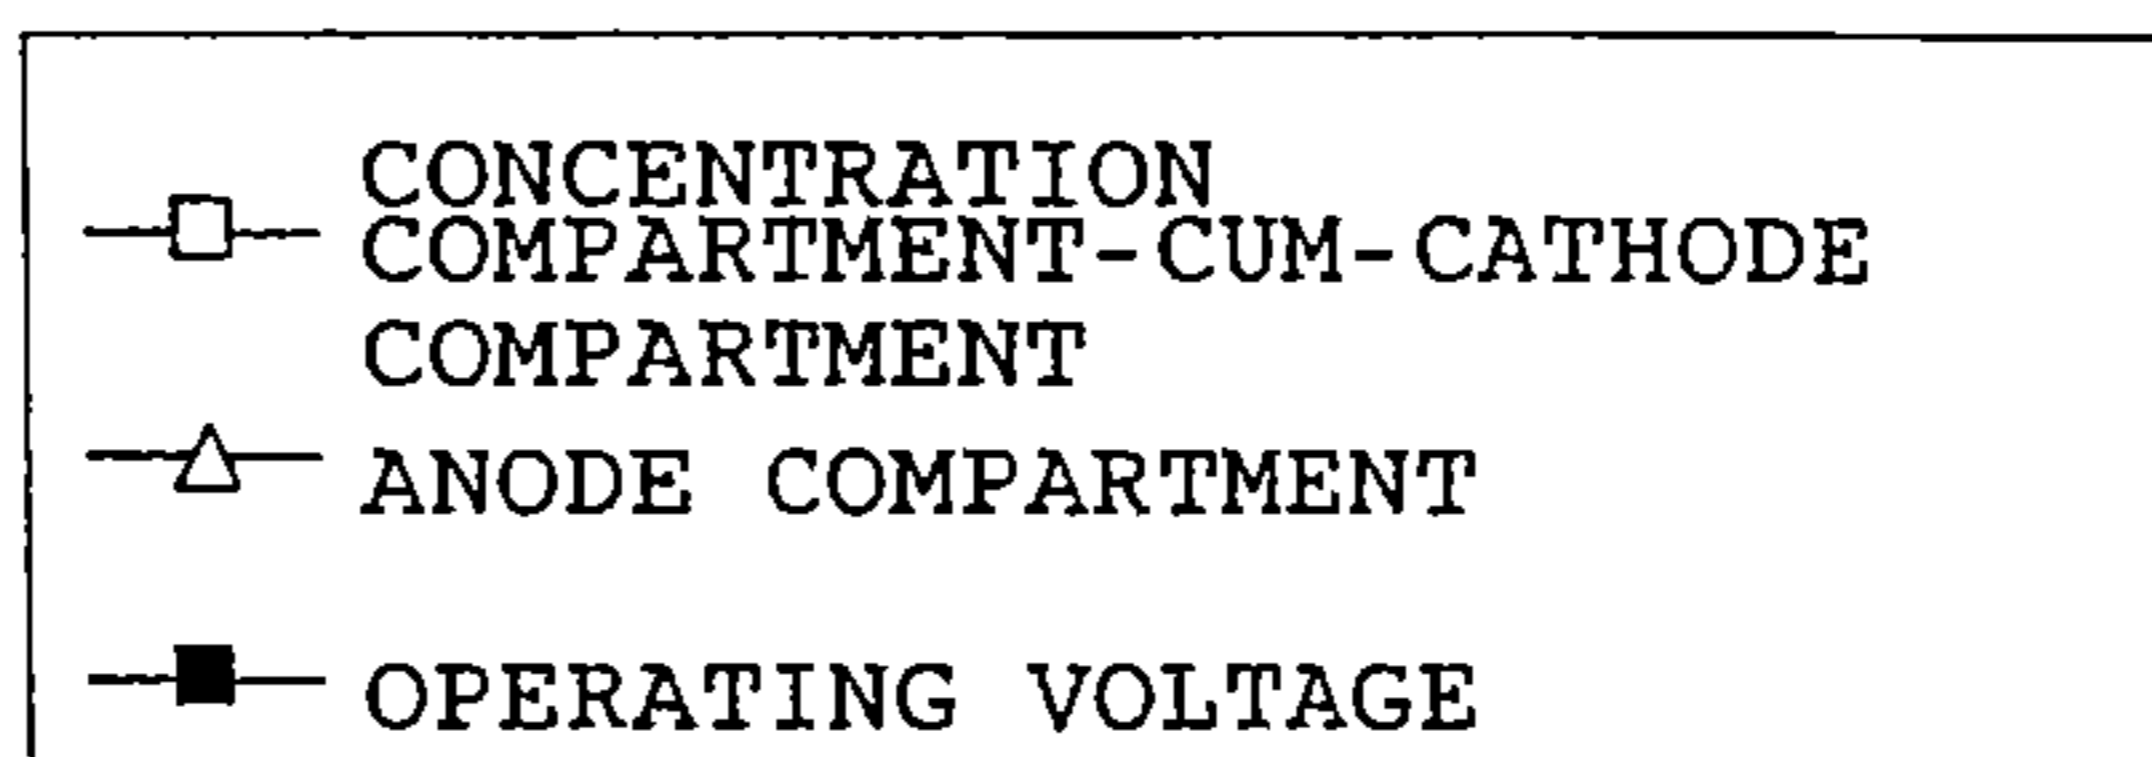 CONCENTRATION
COMPARTMENT-CUM-CATHODE
COMPARTMENT
ANODE COMPARTMENT
OPERATING VOLTAGE